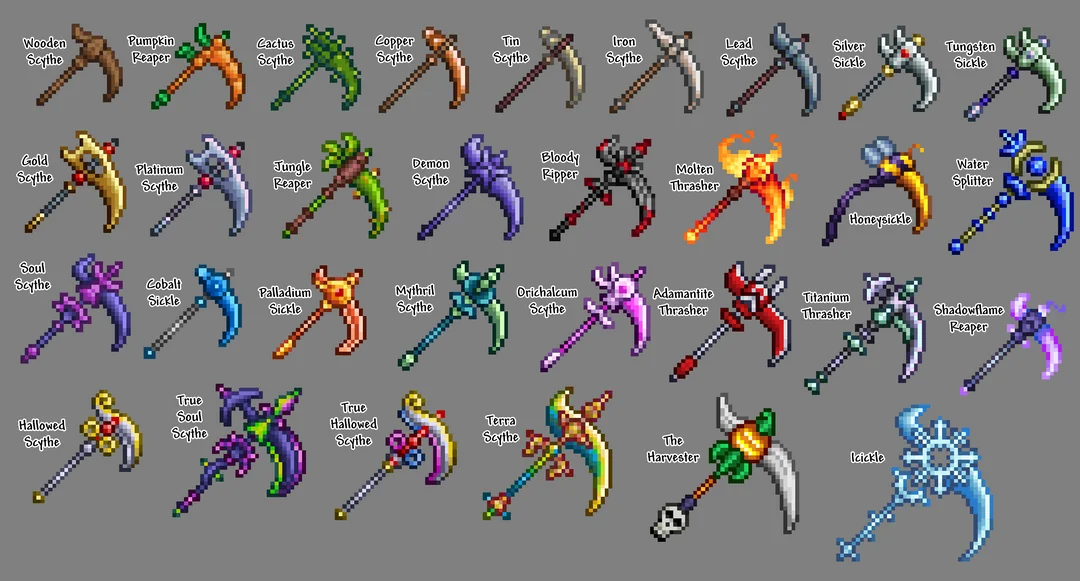 Wooden
Scythe
Pumpkin
Reaper
Cactus
Scythe
Copper
Scythe
Tin
Scythe
Iron
Scythe
Lead
Scythe
Silver
Sickle
Tungsten
Sickle
Gold
Scythe
Platinum
Scythe
Jungle
Reaper
Demon
Scythe
Bloody
Ripper
Molten
Thrasher
Honeysickle
Water
Splitter
Soul
Scythe
Cobalt
Sickle
Palladium
Sickle
Mythril
Scythe
Orichalcum
Scythe
Adamantite
Thrasher
Titanium
Thrasher
Shadowflame
Reaper
Hallowed
Scythe
True
Soul
Scythe
True
Hallowed
Scythe
Terra
Scythe
The
Harvester
Icickle